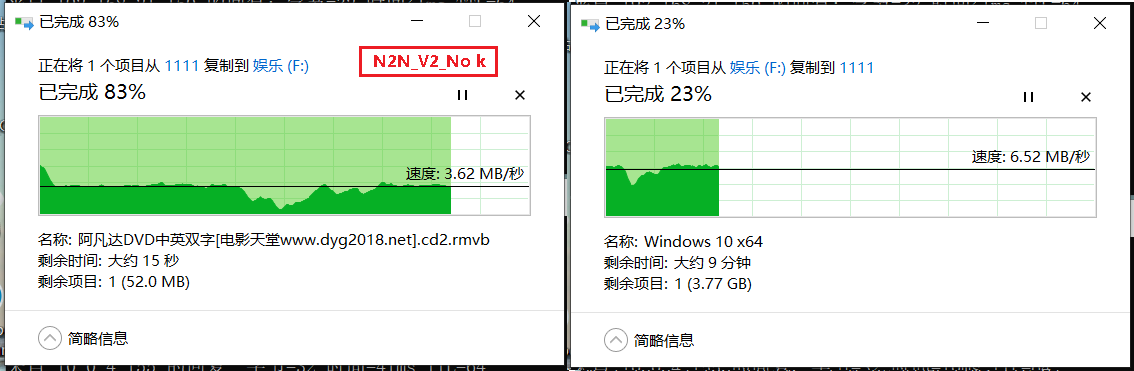 已完成 83%
正在将 1 个项目从 1111 复制到 娱乐 (F:)
N2N_V2_No k
已完成 83%
速度: 3.62 MB/秒
名称: 阿凡达DVD中英双字[电影天堂www.dyg2018.net].cd2.rmvb
剩余时间: 大约 15 秒
剩余项目: 1 (52.0 MB)
简略信息
已完成 23%
正在将 1 个项目从 娱乐 (F:) 复制到 1111
已完成 23%
速度: 6.52 MB/秒
名称: Windows 10 x64
剩余时间: 大约 9 分钟
剩余项目: 1 (3.77 GB)
简略信息